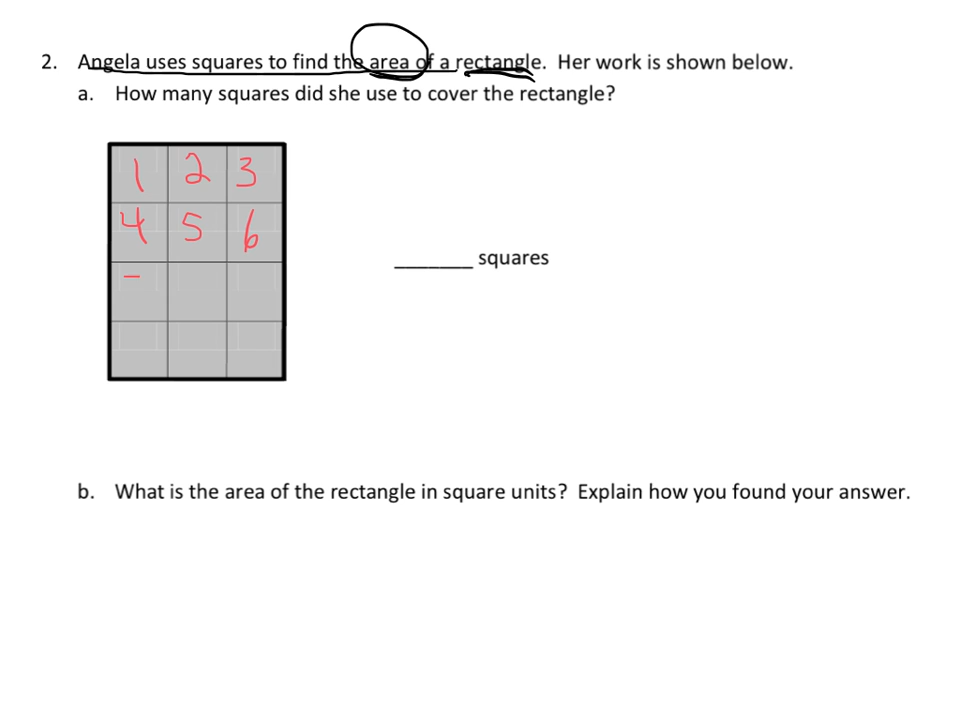 2. Angela uses squares to find the area of a rectangle. Her work is shown below.
a. How many squares did she use to cover the rectangle?
1 2 3
4 5 6
_______ squares
b. What is the area of the rectangle in square units? Explain how you found your answer.